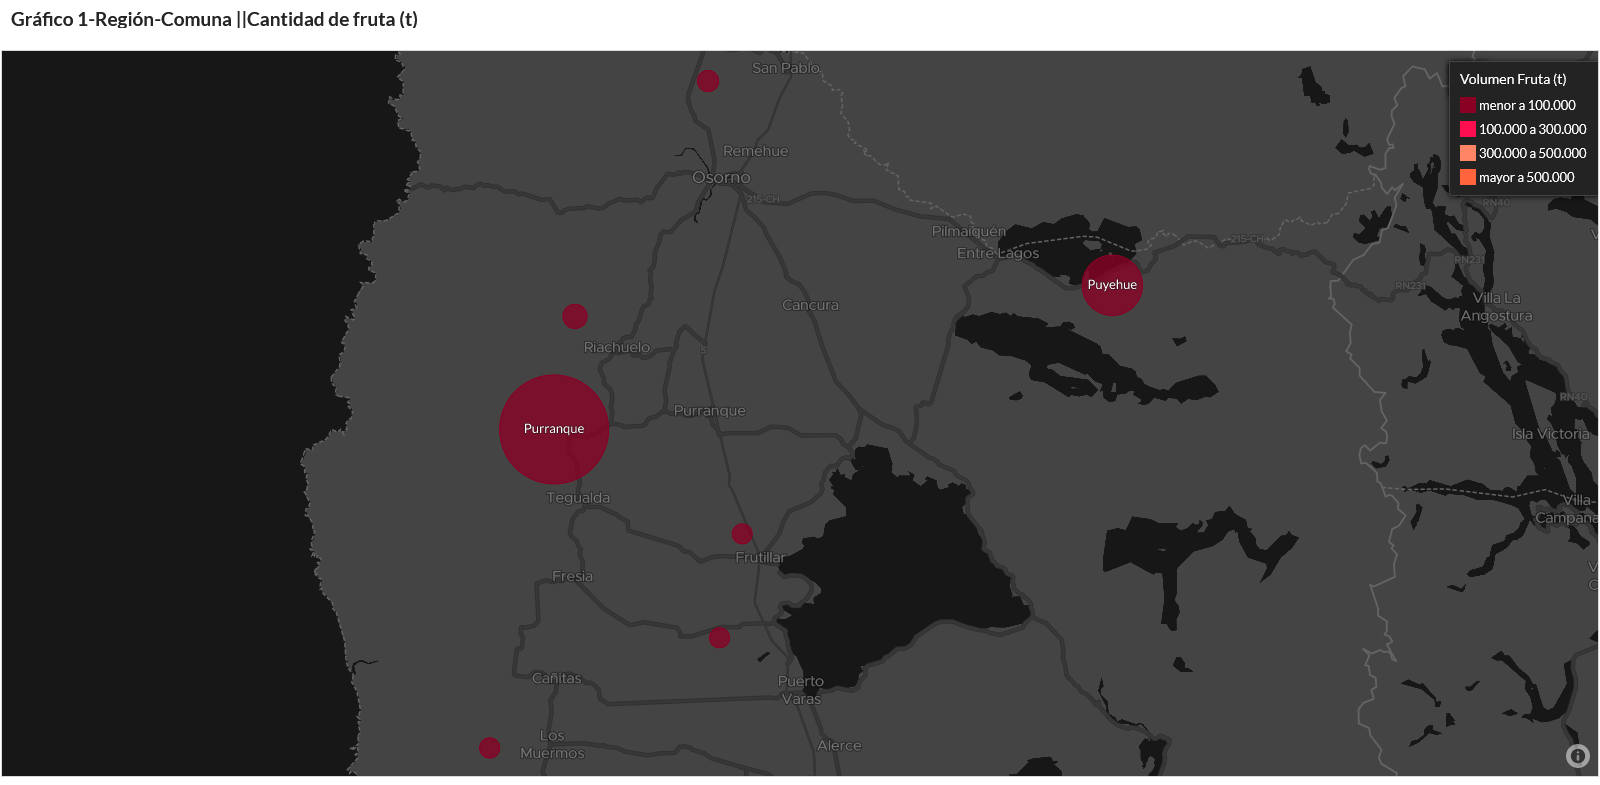 Gráfico 1-Región-Comuna ||Cantidad de fruta (t)
San Pablo
Volumen Fruta (t)
menor a 100.000
100.000 a 300.000
300.000 a 500.000
mayor a 500.000
Remehue
Osorno
215-CH
RN40
Pilmaiquén
Entre Lagos
215-CH
RN231
RN231
Puyehue
Villa La
Angostura
Cancura
Riachuelo
5
RN40
Purranque
Purranque
Isla Victoria
Tegualda
Villa
Campana
Frutillar
Fresia
Cañitas
Puerto
Varas
Los
Muermos
Alerce